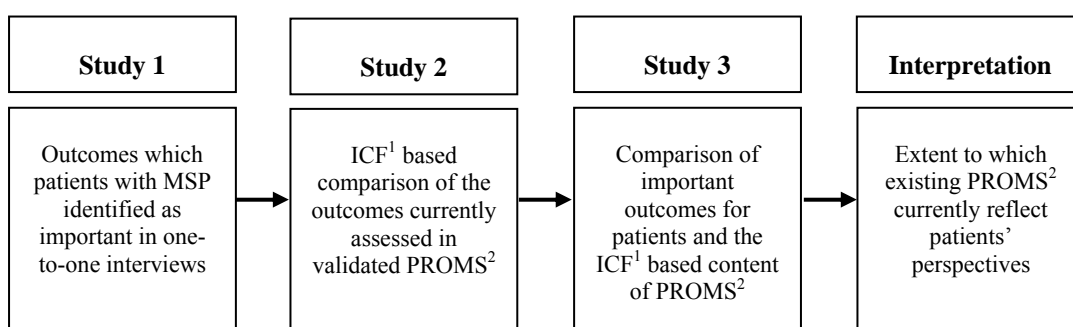 Study 1
Outcomes which
patients with MSP
identified as
important in one-
to-one interviews
Study 2
ICF¹ based
comparison of the
outcomes currently
assessed in
validated PROMS²
Study 3
Comparison of
important
outcomes for
patients and the
ICF¹ based content
of PROMS²
Interpretation
Extent to which
existing PROMS²
currently reflect
patients’
perspectives